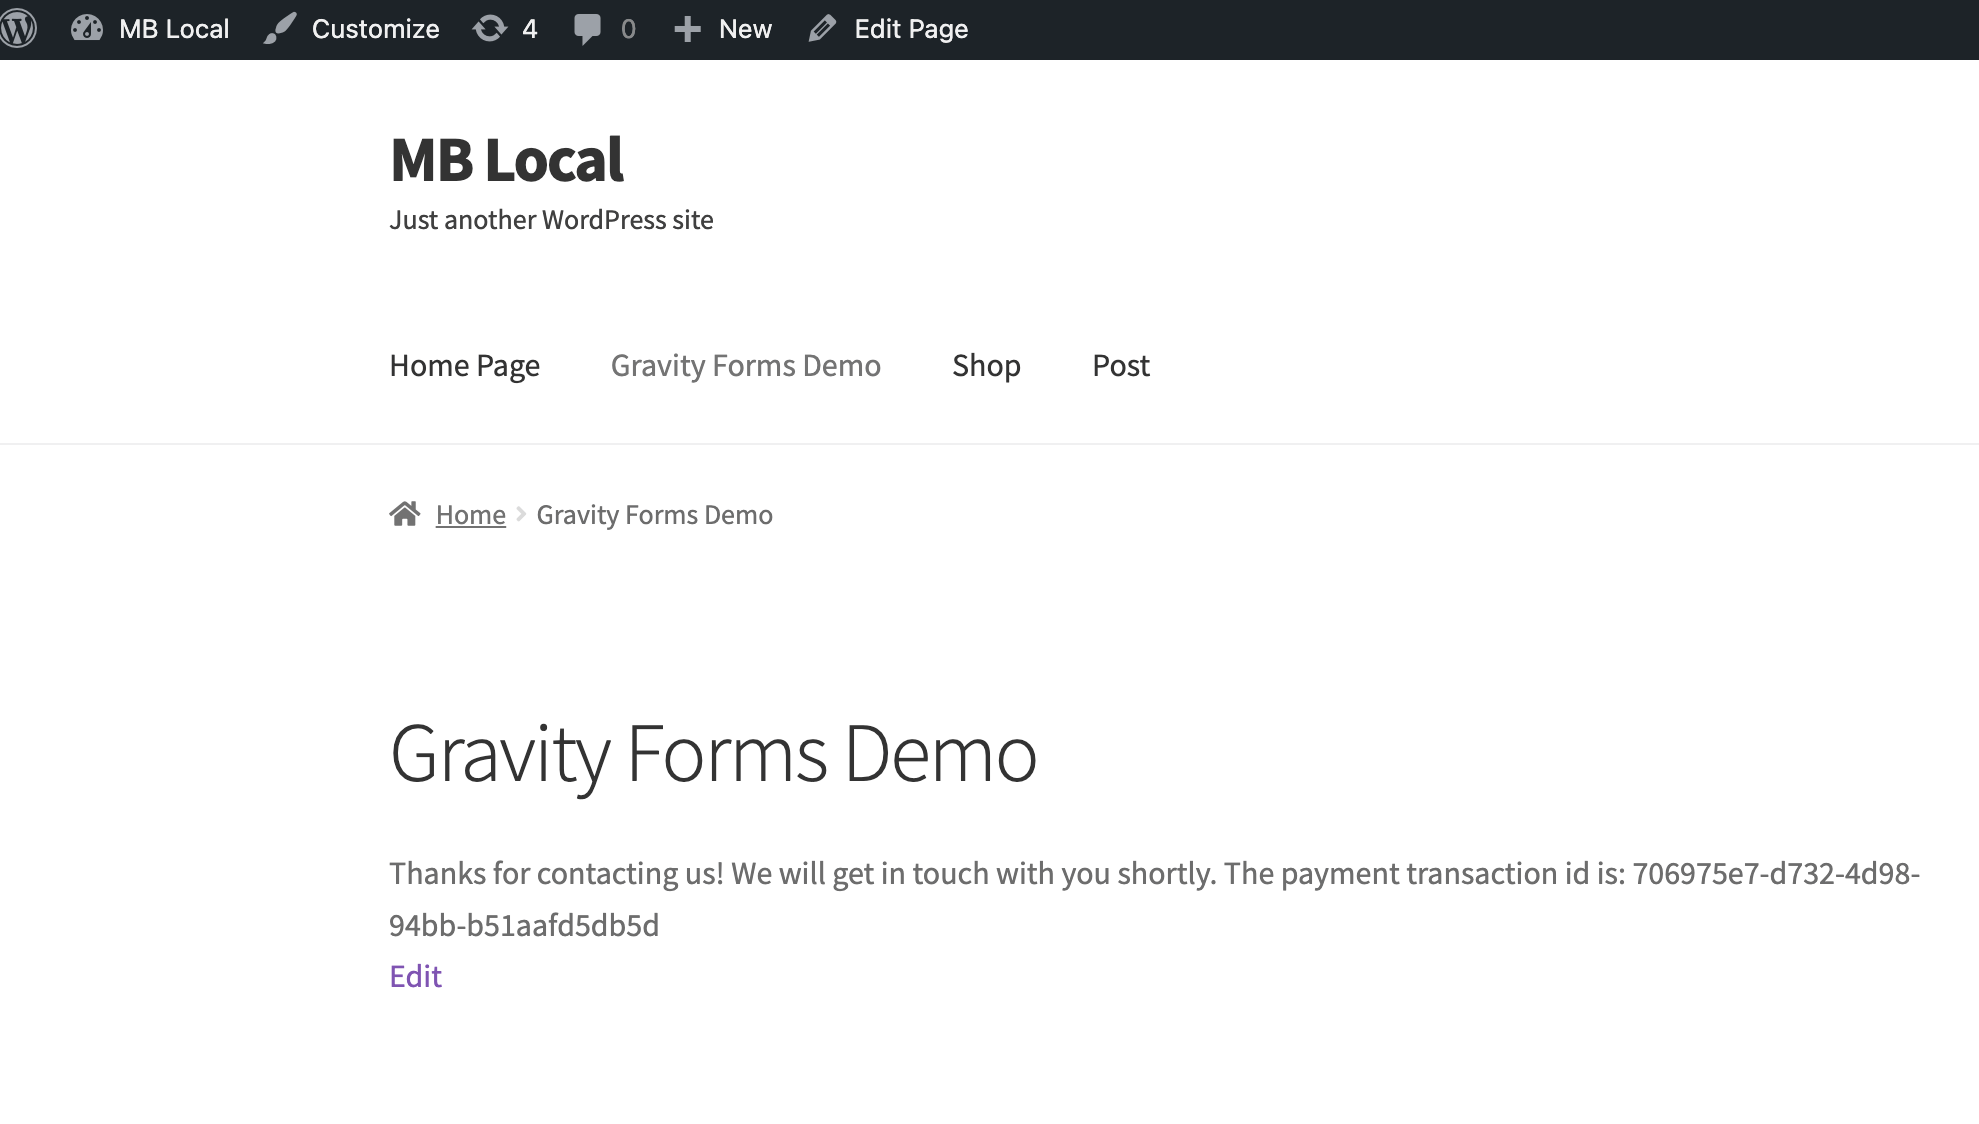 MB Local Customize 4 0 New Edit Page
MB Local
Just another WordPress site
Home Page Gravity Forms Demo Shop Post
Home Gravity Forms Demo
Gravity Forms Demo
Thanks for contacting us! We will get in touch with you shortly. The payment transaction id is: 706975e7-d732-4d98-
94bb-b51aafd5db5d
Edit